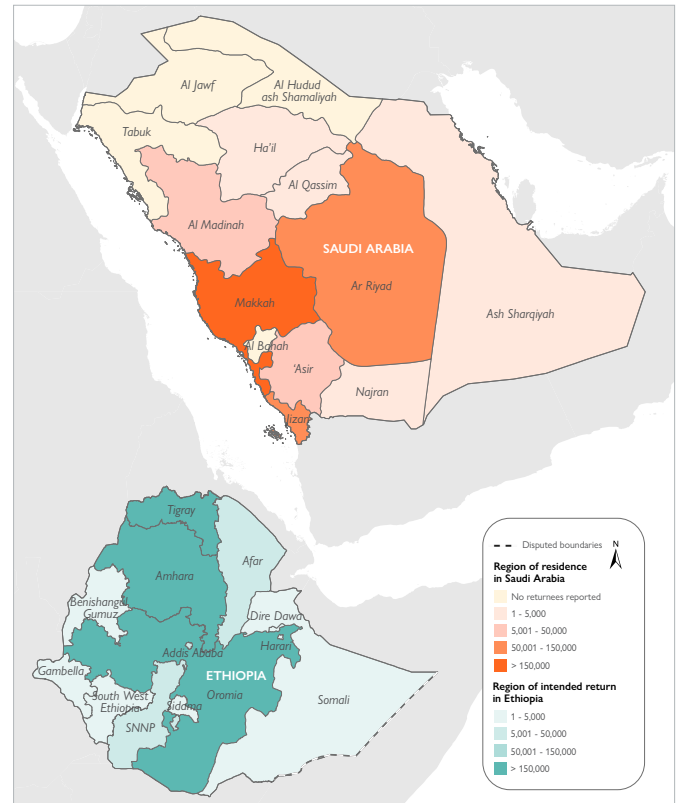 Al Jawf
Al Hudud
ash Shamaliyah
Tabuk
Ha'il
Al Qassim
Al Madinah
SAUDI ARABIA
Ar Riyad
Makkah
Ash Sharqiyah
Al Bahah
'Asir
Najran
Jizan
Tigray
Afar
Amhara
Benishangul
Gumuz
Dire Dawa
Harari
Addis Ababa
ETHIOPIA
Gambella
Oromia
South West
Ethiopia
Sidama
Somali
SNNP
Disputed boundaries
N
Region of residence
in Saudi Arabia
No returnees reported
1 - 5,000
5,001 - 50,000
50,001 - 150,000
> 150,000
Region of intended return
in Ethiopia
1 - 5,000
5,001 - 50,000
50,001 - 150,000
> 150,000